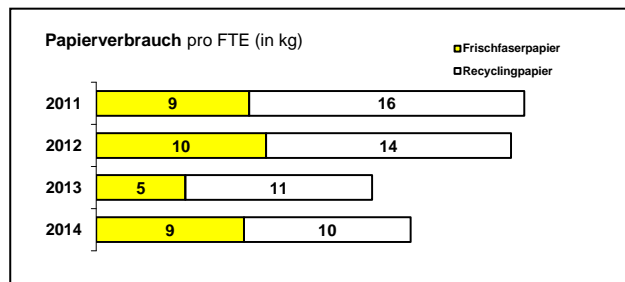 Papierverbrauch pro FTE (in kg)
Frischfaserpapier
Recyclingpapier
2011 9 16
2012 10 14
2013 5 11
2014 9 10